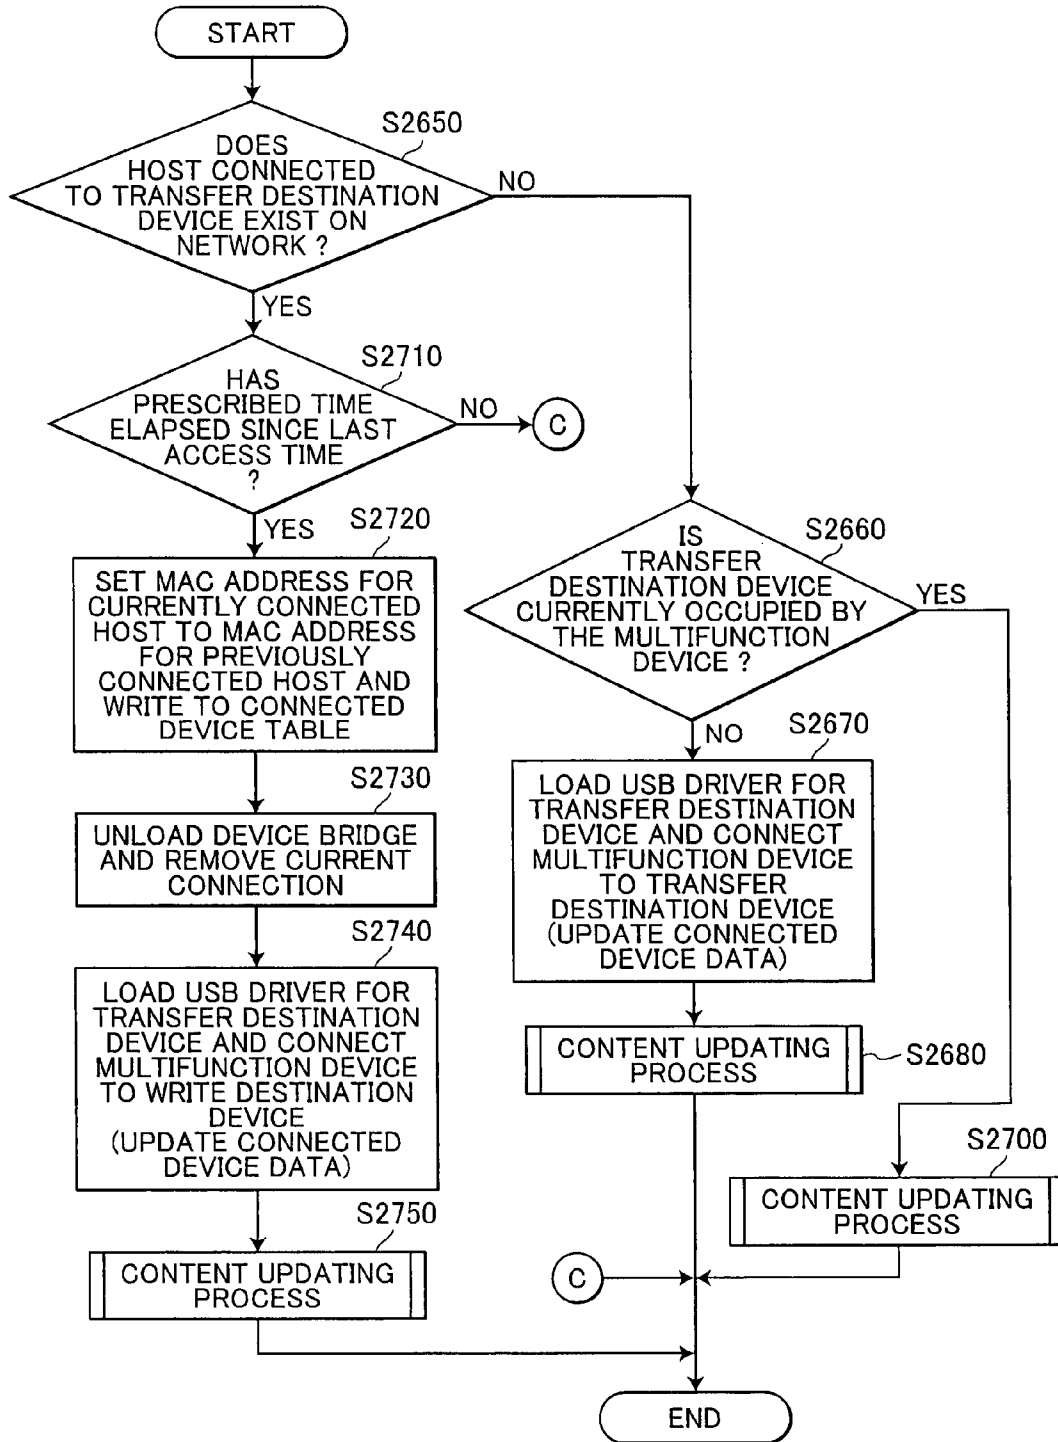 START
S2650
DOES
HOST CONNECTED
TO TRANSFER DESTINATION
DEVICE EXIST ON
NETWORK ?
NO
YES
S2710
HAS
PRESCRIBED TIME
ELAPSED SINCE LAST
ACCESS TIME
?
NO
C
YES
S2720
SET MAC ADDRESS FOR
CURRENTLY CONNECTED
HOST TO MAC ADDRESS
FOR PREVIOUSLY
CONNECTED HOST AND
WRITE TO CONNECTED
DEVICE TABLE
S2730
UNLOAD DEVICE BRIDGE
AND REMOVE CURRENT
CONNECTION
S2740
LOAD USB DRIVER FOR
TRANSFER DESTINATION
DEVICE AND CONNECT
MULTIFUNCTION DEVICE
TO WRITE DESTINATION
DEVICE
(UPDATE CONNECTED
DEVICE DATA)
S2750
CONTENT UPDATING
PROCESS
S2660
IS
TRANSFER
DESTINATION DEVICE
CURRENTLY OCCUPIED BY
THE MULTIFUNCTION
DEVICE ?
YES
NO
S2670
LOAD USB DRIVER FOR
TRANSFER DESTINATION
DEVICE AND CONNECT
MULTIFUNCTION DEVICE
TO TRANSFER
DESTINATION DEVICE
(UPDATE CONNECTED
DEVICE DATA)
CONTENT UPDATING
PROCESS
S2680
S2700
CONTENT UPDATING
PROCESS
C
END